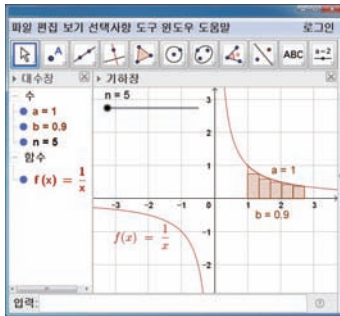 파일 편집 보기 선택사항 도구 윈도우 도움말 로그인
A ABC a=2
대수창 기하창
수
a = 1
b = 0.9
n = 5
함수
f(x) = 1/x
n = 5
3
2
1
0
-3 -2 -1 0 1 2 3
-1
-2
a = 1
b = 0.9
f(x) = 1/x
입력: